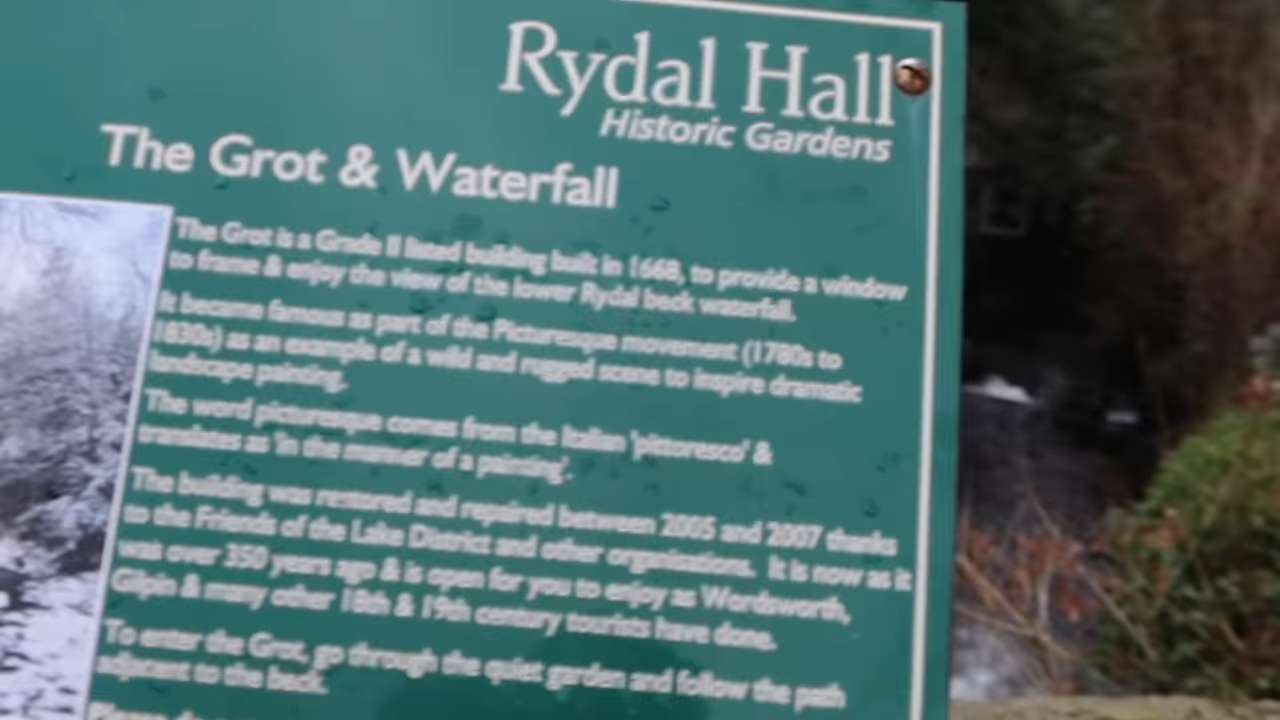 Rydal Hall
Historic Gardens
The Grot & Waterfall
The Grot is a Grade II listed building built in 1668, to provide a window
to frame & enjoy the view of the lower Rydal beck waterfall.
It became famous as part of the Picturesque movement (1780s to
1830s) as an example of a wild and rugged scene to inspire dramatic
landscape painting.
The word picturesque comes from the Italian 'pittoresco' &
translates as 'in the manner of a painting'.
The building was restored and repaired between 2005 and 2007 thanks
to the Friends of the Lake District and other organisations. It is now as it
was over 350 years ago & is open for you to enjoy as Wordsworth,
Gilpin & many other 18th & 19th century tourists have done.
To enter the Grot, go through the quiet garden and follow the path
adjacent to the beck.